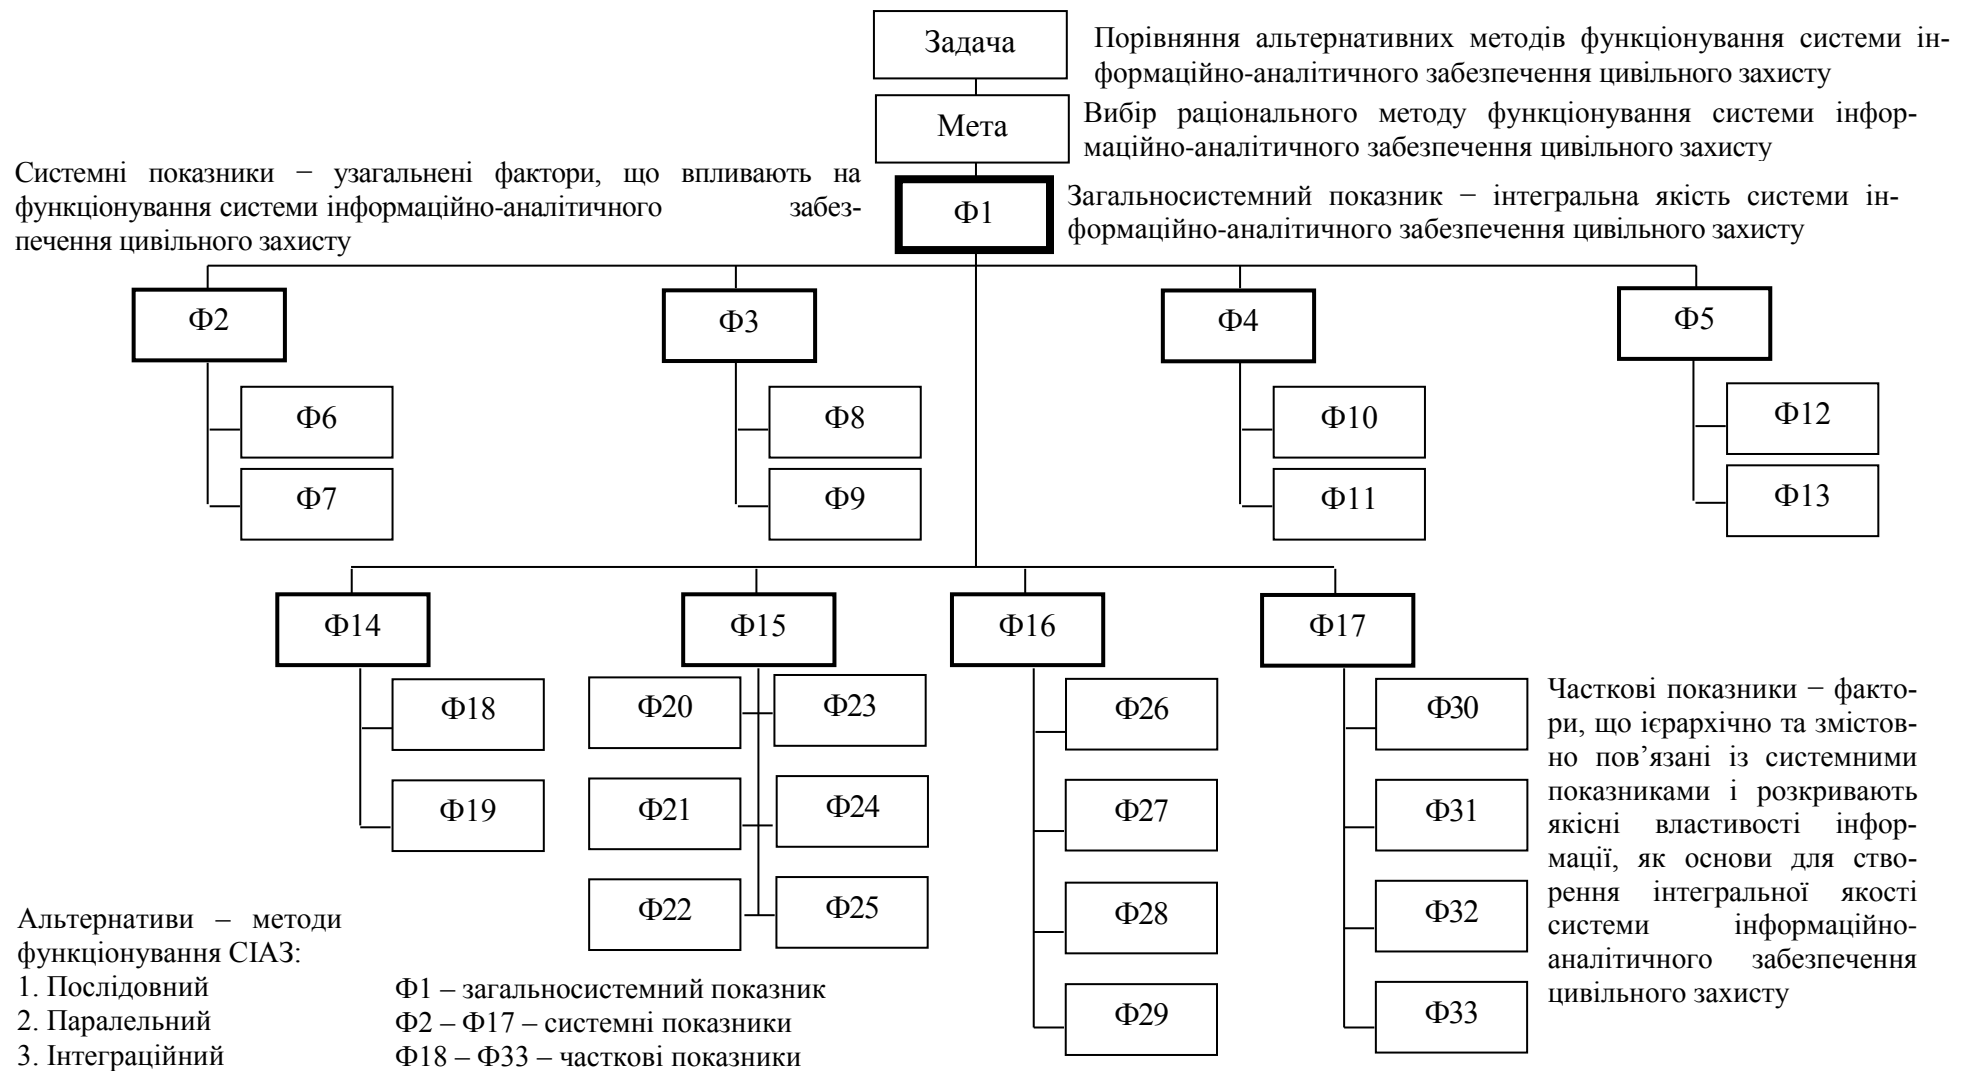 Задача
Порівняння альтернативних методів функціонування системи ін-
формаційно-аналітичного забезпечення цивільного захисту
Мета
Вибір раціонального методу функціонування системи інфор-
маційно-аналітичного забезпечення цивільного захисту
Системні показники − узагальнені фактори, що впливають на
функціонування системи інформаційно-аналітичного забез-
печення цивільного захисту
Ф1
Загальносистемний показник − інтегральна якість системи ін-
формаційно-аналітичного забезпечення цивільного захисту
Ф2
Ф3
Ф4
Ф5
Ф6
Ф8
Ф10
Ф12
Ф7
Ф9
Ф11
Ф13
Ф14
Ф15
Ф16
Ф17
Ф18
Ф20
Ф23
Ф26
Ф30
Ф19
Ф21
Ф24
Ф27
Ф31
Ф22
Ф25
Ф28
Ф32
Ф29
Ф33
Часткові показники − факто-
ри, що ієрархічно та змістов-
но пов’язані із системними
показниками і розкривають
якісні властивості інфор-
мації, як основи для ство-
рення інтегральної якості
системи інформаційно-
аналітичного забезпечення
цивільного захисту
Альтернативи – методи
функціонування СІАЗ:
1. Послідовний
2. Паралельний
3. Інтеграційний
Ф1 – загальносистемний показник
Ф2 – Ф17 – системні показники
Ф18 – Ф33 – часткові показники